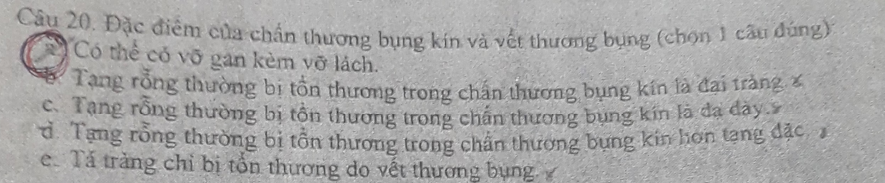 Câu 20. Đặc điểm của chấn thương bụng kín và vết thương bụng (chọn 1 câu đúng)
a. Có thể có vỡ gan kèm vỡ lách.
b. Tạng rỗng thường bị tổn thương trong chấn thương bụng kín là đại tràng. x
c. Tạng rỗng thường bị tổn thương trong chấn thương bụng kín là dạ dày. x
d. Tạng rỗng thường bị tổn thương trong chấn thương bụng kín hơn tạng đặc.
e. Tá tràng chỉ bị tổn thương do vết thương bụng. x